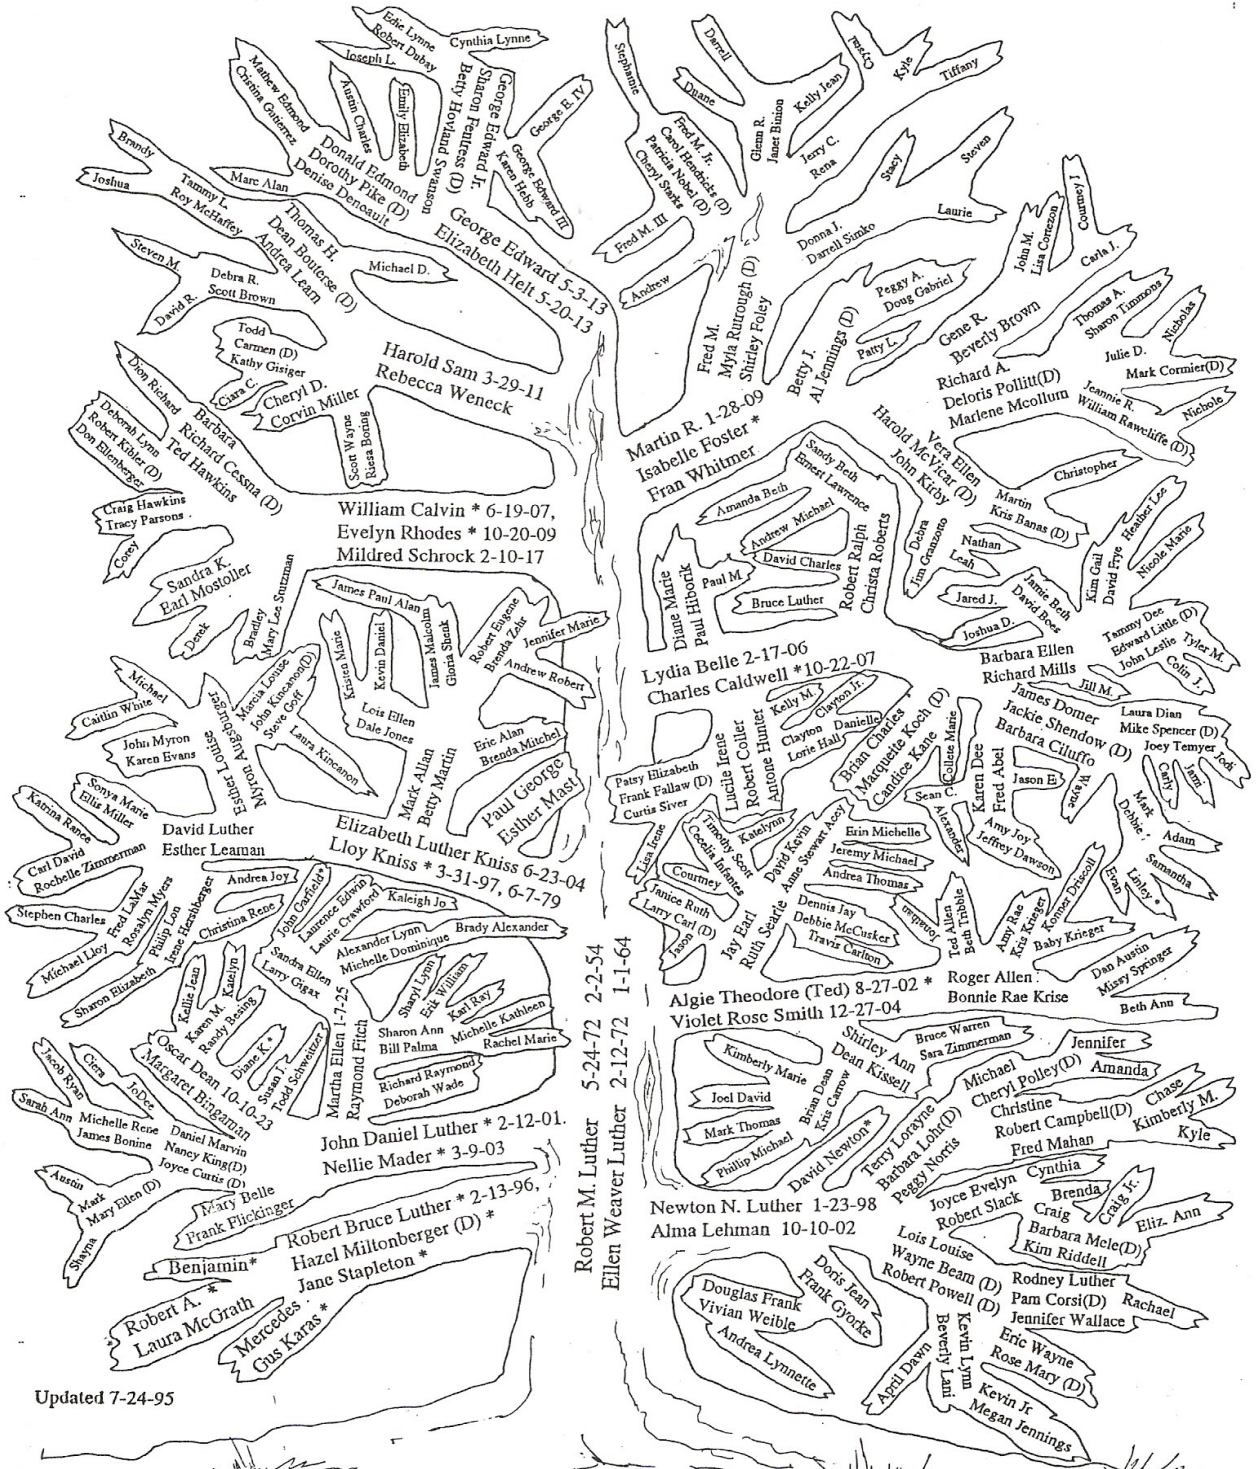 Edie Lynne
Robert Dubay
Cynthia Lynne
Joseph L.
Betty Hovland Swanson
Sharon Fentress (D)
George Edward Jr.
George E. IV
George Edward III
Karen Hebb
Mathew Edmond
Cristina Gutierrez
Austin Charles
Emily Elizabeth
Donald Edmond
Dorothy Pike (D)
Denise Denoault
Marc Alan
Brandy
Joshua
Tammy L.
Roy McHaffey
Thomas H.
Dean Bouterse (D)
Andrea Learn
Michael D.
Steven M.
David R.
Debra R.
Scott Brown
George Edward 5-3-13
Elizabeth Helt 5-20-13
Harold Sam 3-29-11
Rebecca Weneck
Todd
Carmen (D)
Kathy Gisiger
Ciara C.
Cheryl D.
Corvin Miller
Scott Wayne
Riesa Boring
Dion Richard
Barbara
Richard Cessna (D)
Ted Hawkins
Deborah Lynn
Robert Kibler (D)
Don Ellenberger
Craig Hawkins
Tracy Parsons
Corey
Sandra K.
Earl Mostoller
Derek
Bradley
Mary Lee Stutzman
William Calvin * 6-19-07,
Evelyn Rhodes * 10-20-09
Mildred Schrock 2-10-17
Stephanie
Darrell
Duane
Fred M. Jr.
Carol Hendricks (D)
Patricia Nobel (D)
Cheryl Starks
Fred M. III
Andrew
Glenn R.
Janet Binion
Kelly Jean
Crystal
Kyle
Tiffany
Jerry C.
Rena
Stacy
Steven
Laurie
Donna J.
Darrell Simko
Fred M.
Myla Rutrough (D)
Shirley Foley
Betty J.
Al Jennings (D)
Peggy A.
Doug Gabriel
Patty L.
John M.
Lisa Cortezon
Courtney J
Carla J.
Gene R.
Beverly Brown
Thomas A.
Sharon Timmons
Nicholas
Julie D.
Mark Cormier(D)
Richard A.
Deloris Pollitt(D)
Marlene Mcollum
Jeannie R.
William Rawcliffe (D)
Nichole
Martin R. 1-28-09
Isabelle Foster *
Fran Whitmer
Vera Ellen
Harold McVicar (D)
John Kirby
Martin
Kris Banas (D)
Christopher
Sandy Beth
Ernest Lawrence
Amanda Beth
Andrew Michael
David Charles
Bruce Luther
Diane Marie
Paul Hiborik
Paul M.
Robert Ralph
Christa Roberts
Debra
Jim Granzotto
Nathan
Leah
Jared J.
Joshua D.
Jamie Beth
David Boes
Kim Gail
David Frye
Heather Lee
Nicole Marie
Barbara Ellen
Richard Mills
Tammy Dee
Edward Little (D)
John Leslie
Tyler M.
Colin J.
Jill M.
Lydia Belle 2-17-06
Charles Caldwell *10-22-07
James Paul Alan
Kristen Marie
Kevin Daniel
James Malcolm
Gloria Shenk
Robert Eugene
Brenda Zehr
Jennifer Marie
Andrew Robert
Lois Ellen
Dale Jones
Mark Allan
Betty Martin
Eric Alan
Brenda Mitchel
Paul George
Esther Mast
Michael
Caitlin White
John Myron
Karen Evans
Esther Louise
Myron Augsburger
Marcia Louise
John Kincanon(D)
Steve Goff
Laura Kincanon
Elizabeth Luther Kniss 6-23-04
Lloy Kniss * 3-31-97, 6-7-79
Sonya Marie
Ellis Miller
Katrina Ranee
Carl David
Rochelle Zimmerman
David Luther
Esther Leaman
Stephen Charles
Michael Lloy
Fred LaMar
Rosalyn Myers
Philip Lon
Irene Hershberger
Sharon Elizabeth
Andrea Joy
Christina Rene
John Garfield*
Laurence Edwin
Laurie Crawford
Kaleigh Jo
Alexander Lynn
Michelle Dominique
Brady Alexander
Sandra Ellen
Larry Gigax
Kellie Jean
Katelyn
Karen M.
Randy Besing
Diane K.*
Susan J.
Todd Schweitzer
Martha Ellen 1-7-25
Raymond Fitch
Sharyl Lynn
Erik William
Karl Ray
Sharon Ann
Bill Palma
Michelle Kathleen
Rachel Marie
Richard Raymond
Deborah Wade
Oscar Dean 10-10-23
Margaret Bingaman
Jacob Ryan
Ciera
JoDee
Sarah Ann
Michelle Rene
James Bonine
Daniel Marvin
Nancy King(D)
Joyce Curtis (D)
Austin
Mark
Mary Ellen (D)
Shayna
Mary Belle
Frank Flickinger
John Daniel Luther * 2-12-01.
Nellie Mader * 3-9-03
Robert Bruce Luther * 2-13-96,
Hazel Miltonberger (D) *
Jane Stapleton *
Benjamin*
Robert A. *
Laura McGrath
Mercedes
Gus Karas *
Robert M. Luther 5-24-72 2-2-54
Ellen Weaver Luther 2-12-72 1-1-64
Patsy Elizabeth
Frank Fallaw (D)
Curtis Siver
Lucile Irene
Robert Coller
Antone Hunter
Lisa Irene
Kelly M.
Clayton Jr.
Clayton
Lorie Hall
Danielle
Brian Charles
Marqueite Koch (D)
Candice Kane
Timothy Scott
Cecelia Infantes
Katelynn
Courtney
David Kevin
Anne Stewart Acoy
Janice Ruth
Larry Carl (D)
Jason
Jay Earl
Ruth Searle
Erin Michelle
Jeremy Michael
Andrea Thomas
Dennis Jay
Debbie McCusker
Travis Carlton
Jonathan
Sean C.
Collette Marie
Alexander
Karen Dee
Fred Abel
Jason E.
Amy Joy
Jeffrey Dawson
James Domer
Jackie Shendow (D)
Barbara Ciluffo
Wayne
Laura Dian
Mike Spencer (D)
Joey Temyer
Jodi
Jami
Carly
Mark
Debbie
Adam
Samantha
Linley *
Evan
Ted Allen
Beth Tribble
Amy Rae
Kris Krieger
Konner Driscoll
Baby Krieger
Roger Allen
Bonnie Rae Krise
Dan Austin
Missy Springer
Beth Ann
Algie Theodore (Ted) 8-27-02 *
Violet Rose Smith 12-27-04
Kimberly Marie
Joel David
Mark Thomas
Phillip Michael
Brian Dean
Kris Carrow
David Newton*
Shirley Ann
Dean Kissell
Bruce Warren
Sara Zimmerman
Terry Lorayne
Barbara Lohr(D)
Peggy Norris
Michael
Cheryl Polley(D)
Jennifer
Amanda
Christine
Robert Campbell(D)
Fred Mahan
Chase
Kimberly M.
Kyle
Newton N. Luther 1-23-98
Alma Lehman 10-10-02
Joyce Evelyn
Robert Slack
Cynthia
Brenda
Craig
Craig Jr.
Barbara Mele(D)
Kim Riddell
Eliz. Ann
Lois Louise
Wayne Beam (D)
Robert Powell (D)
Rodney Luther
Pam Corsi(D)
Jennifer Wallace
Rachael
Doris Jean
Frank Gyorke
Douglas Frank
Vivian Weible
Andrea Lynnette
April Dawn
Beverly Lani
Kevin Lynn
Eric Wayne
Rose Mary (D)
Kevin Jr
Megan Jennings
Updated 7-24-95